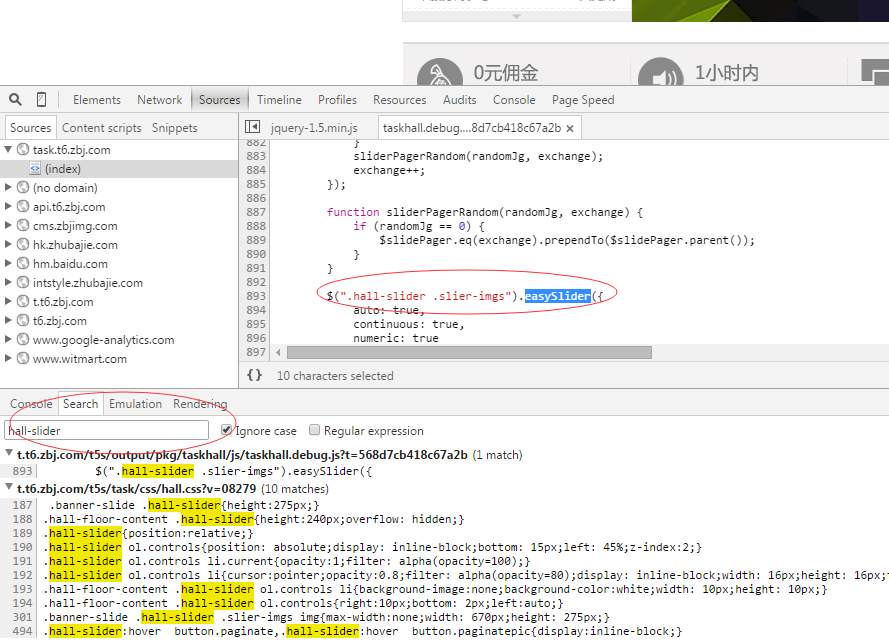 0元佣金
1小时内
Elements Network Sources Timeline Profiles Resources Audits Console Page Speed
Sources Content scripts Snippets
jquery-1.5.min.js taskhall.debug....8d7cb418c67a2b ×
task.t6.zbj.com
(index)
(no domain)
api.t6.zbj.com
cms.zbjimg.com
hk.zhubajie.com
hm.baidu.com
intstyle.zhubajie.com
t.t6.zbj.com
t6.zbj.com
www.google-analytics.com
www.witmart.com
882 }
883 sliderPagerRandom(randomJg, exchange);
884 exchange++;
885 });
886
887 function sliderPagerRandom(randomJg, exchange) {
888 if (randomJg == 0) {
889 $slidePager.eq(exchange).prependTo($slidePager.parent());
890 }
891 }
892
893 $(".hall-slider .slier-imgs").easySlider({
894 auto: true,
895 continuous: true,
896 numeric: true
897
{} 10 characters selected
Console Search Emulation Rendering
hall-slider Ignore case Regular expression
t.t6.zbj.com/t5s/output/pkg/taskhall/js/taskhall.debug.js?t=568d7cb418c67a2b (1 match)
893 $(".hall-slider .slier-imgs").easySlider({
t.t6.zbj.com/t5s/task/css/hall.css?v=08279 (10 matches)
187 .banner-slide .hall-slider{height:275px;}
188 .hall-floor-content .hall-slider{height:240px;overflow: hidden;}
189 .hall-slider{position:relative;}
190 .hall-slider ol.controls{position: absolute;display: inline-block;bottom: 15px;left: 45%;z-index:2;}
191 .hall-slider ol.controls li.current{opacity:1;filter: alpha(opacity=100);}
192 .hall-slider ol.controls li{cursor:pointer;opacity:0.8;filter: alpha(opacity=80);display: inline-block;width: 16px;height: 16px;
193 .hall-floor-content .hall-slider ol.controls li{background-image:none;background-color:white;width: 10px;height: 10px;}
194 .hall-floor-content .hall-slider ol.controls{right:10px;bottom: 2px;left:auto;}
301 .banner-slide .hall-slider .slier-imgs img{max-width:none;width: 670px;height: 275px;}
494 .hall-slider:hover button.paginate,.hall-slider:hover button.paginatepic{display:inline-block;}